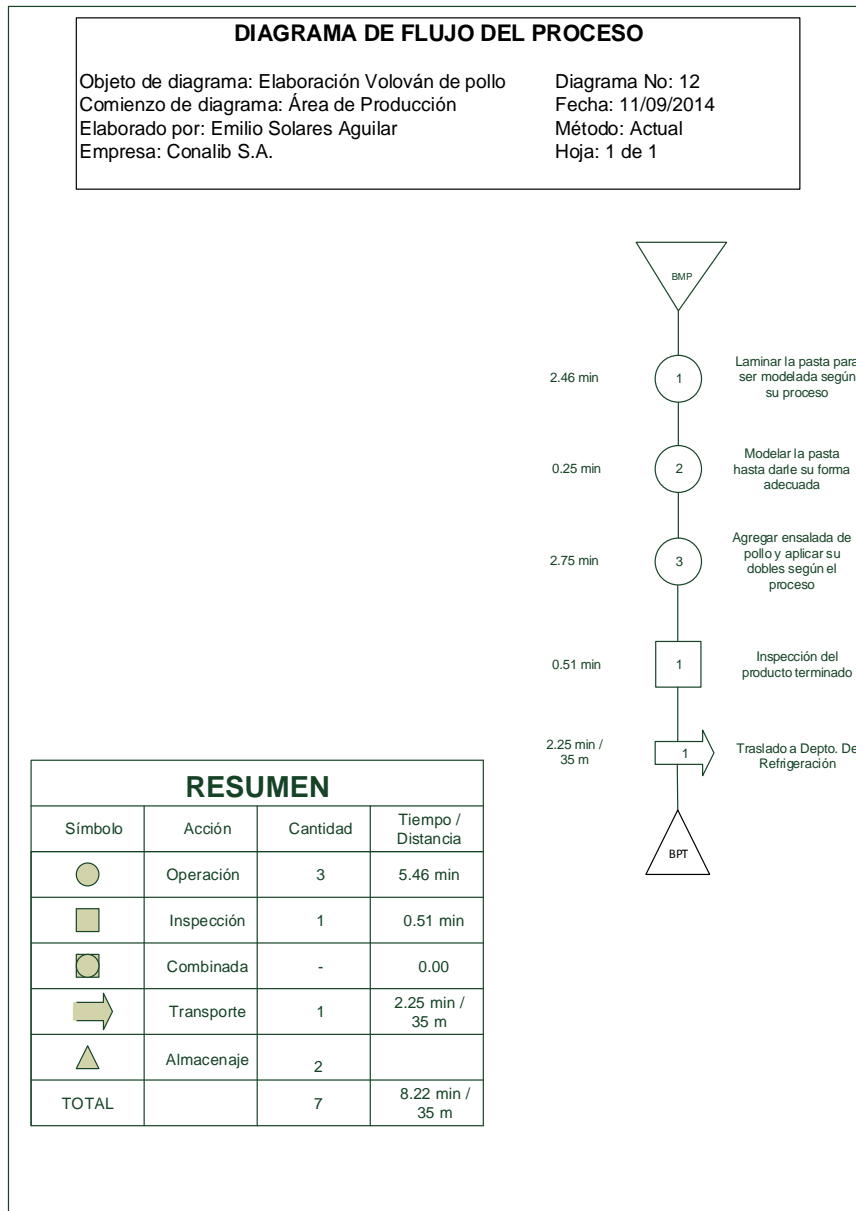 DIAGRAMA DE FLUJO DEL PROCESO
Objeto de diagrama: Elaboración Volován de pollo
Comienzo de diagrama: Área de Producción
Elaborado por: Emilio Solares Aguilar
Empresa: Conalib S.A.
Diagrama No: 12
Fecha: 11/09/2014
Método: Actual
Hoja: 1 de 1
BMP
2.46 min
1
Laminar la pasta para
ser modelada según
su proceso
0.25 min
2
Modelar la pasta
hasta darle su forma
adecuada
2.75 min
3
Agregar ensalada de
pollo y aplicar su
dobles según el
proceso
0.51 min
1
Inspección del
producto terminado
2.25 min /
35 m
1
Traslado a Depto. De
Refrigeración
BPT
RESUMEN
Símbolo Acción Cantidad Tiempo /
Distancia
Operación 3 5.46 min
Inspección 1 0.51 min
Combinada - 0.00
Transporte 1 2.25 min /
35 m
Almacenaje 2
TOTAL 7 8.22 min /
35 m